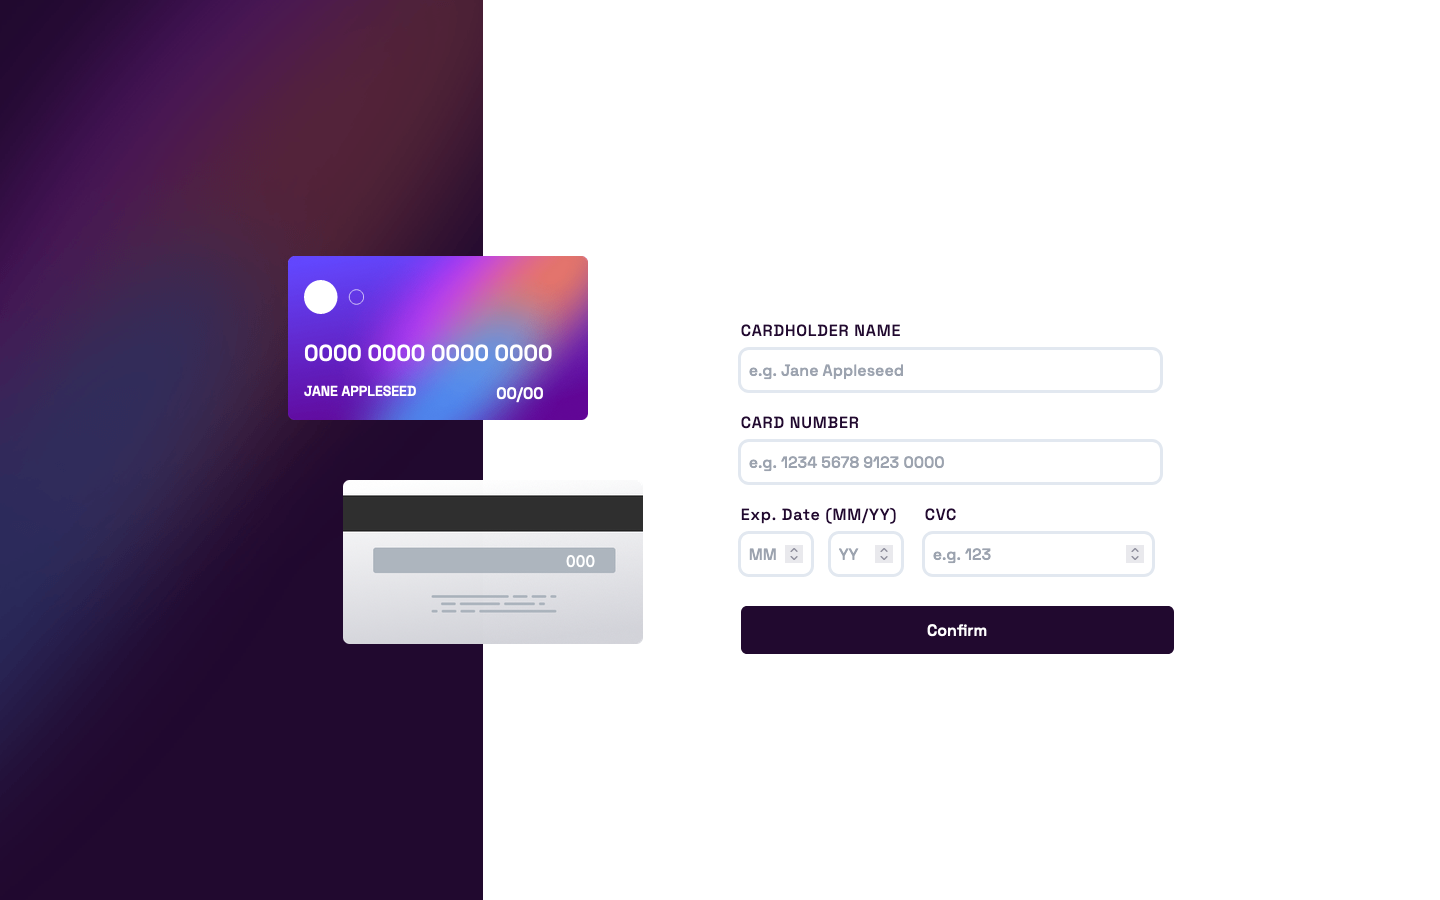 0000 0000 0000 0000
JANE APPLESEED 00/00
000
CARDHOLDER NAME
e.g. Jane Appleseed
CARD NUMBER
e.g. 1234 5678 9123 0000
Exp. Date (MM/YY) CVC
MM YY e.g. 123
Confirm